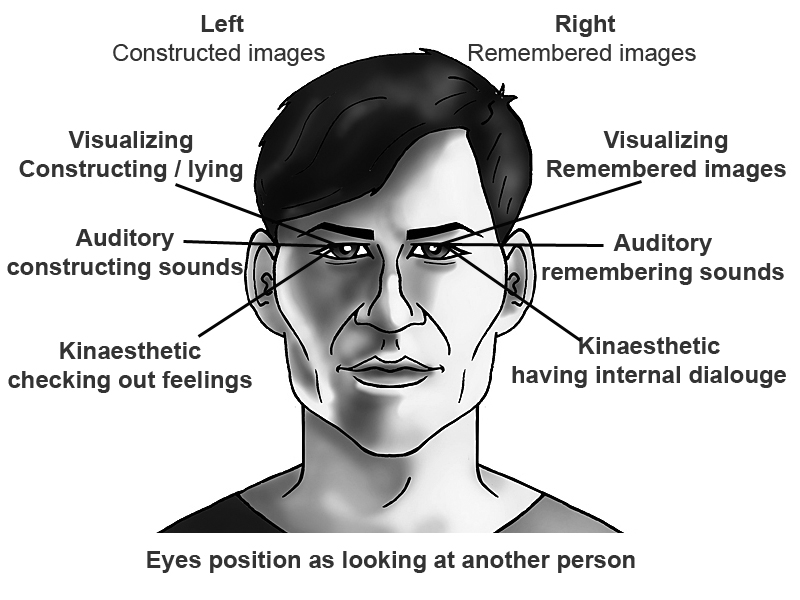 Left
Constructed images
Right
Remembered images
Visualizing
Constructing / lying
Visualizing
Remembered images
Auditory
constructing sounds
Auditory
remembering sounds
Kinaesthetic
checking out feelings
Kinaesthetic
having internal dialouge
Eyes position as looking at another person